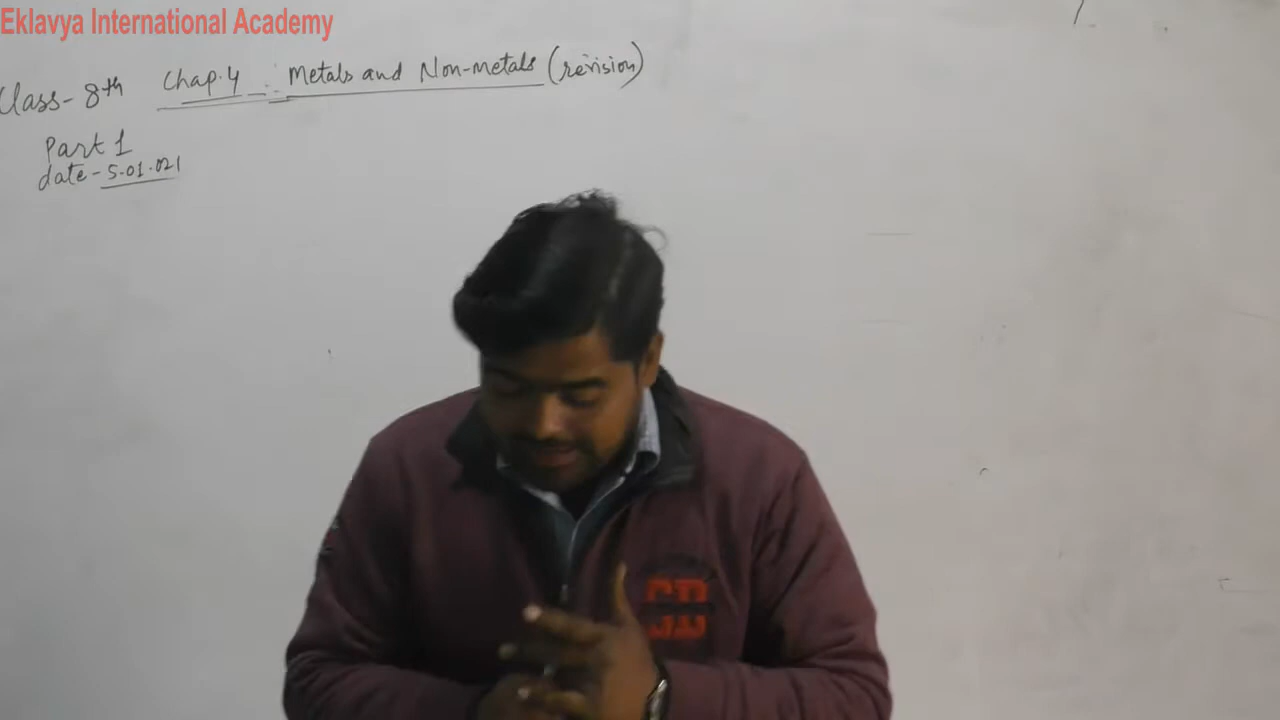 Eklavya International Academy
Class- 8th Chap. 4 :- Metals and Non-metals (revision)
Part 1
date - 5.01.021